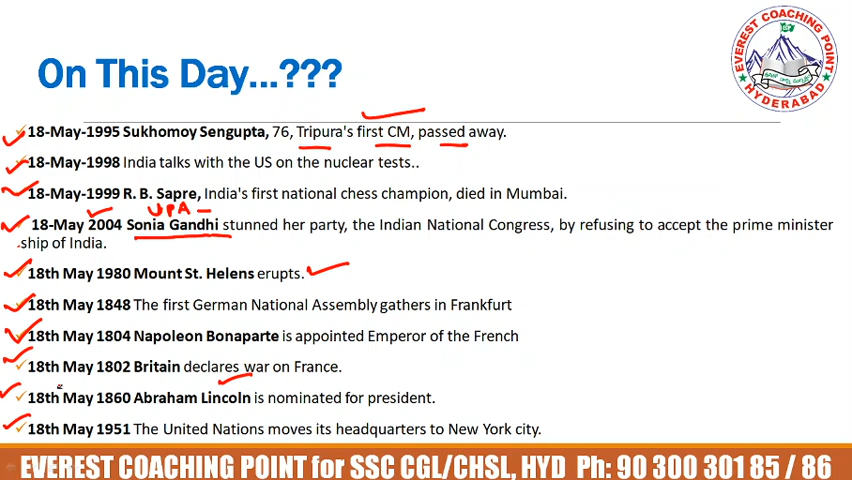 On This Day...???
EVEREST COACHING POINT
HYDERABAD
18-May-1995 Sukhomoy Sengupta, 76, Tripura's first CM, passed away.
18-May-1998 India talks with the US on the nuclear tests..
18-May-1999 R. B. Sapre, India's first national chess champion, died in Mumbai.
UPA –
18-May 2004 Sonia Gandhi stunned her party, the Indian National Congress, by refusing to accept the prime minister
ship of India.
18th May 1980 Mount St. Helens erupts.
18th May 1848 The first German National Assembly gathers in Frankfurt
18th May 1804 Napoleon Bonaparte is appointed Emperor of the French
18th May 1802 Britain declares war on France.
18th May 1860 Abraham Lincoln is nominated for president.
18th May 1951 The United Nations moves its headquarters to New York city.
EVEREST COACHING POINT for SSC CGL/CHSL, HYD Ph: 90 300 301 85 / 86